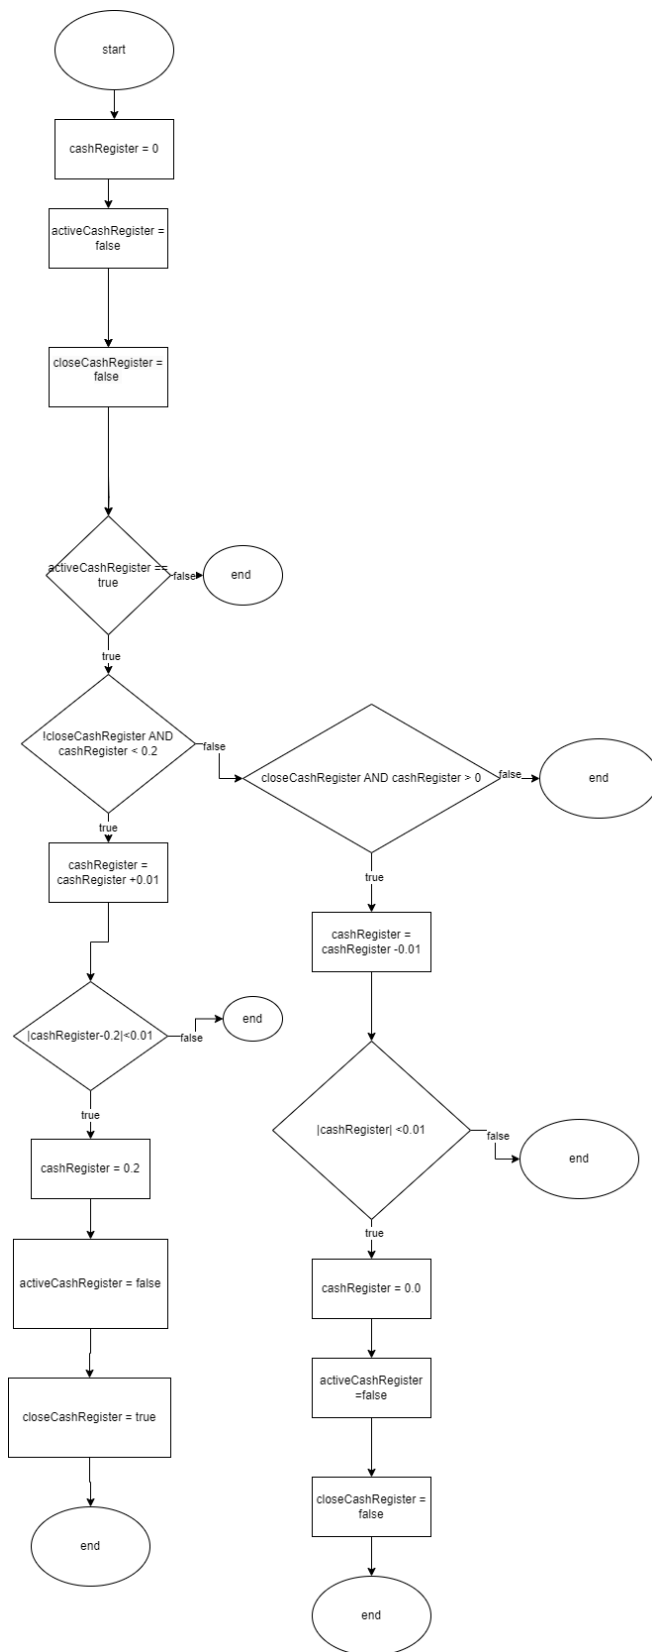 start
cashRegister = 0
activeCashRegister =
false
closeCashRegister =
false
activeCashRegister ==
true
false
end
true
!closeCashRegister AND
cashRegister < 0.2
false
closeCashRegister AND cashRegister > 0
false
end
true
cashRegister =
cashRegister +0.01
true
cashRegister =
cashRegister -0.01
|cashRegister-0.2|<0.01
false
end
true
cashRegister = 0.2
activeCashRegister = false
closeCashRegister = true
end
|cashRegister| <0.01
false
end
true
cashRegister = 0.0
activeCashRegister
=false
closeCashRegister =
false
end